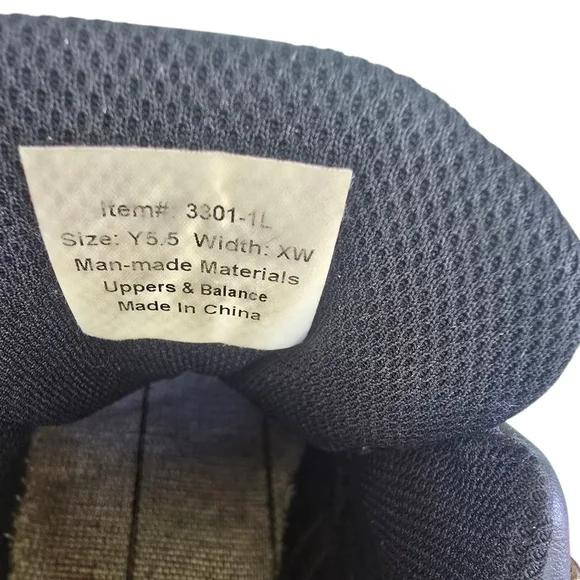 Item#: 3301-1L
Size: Y5.5 Width: XW
Man-made Materials
Uppers & Balance
Made In China